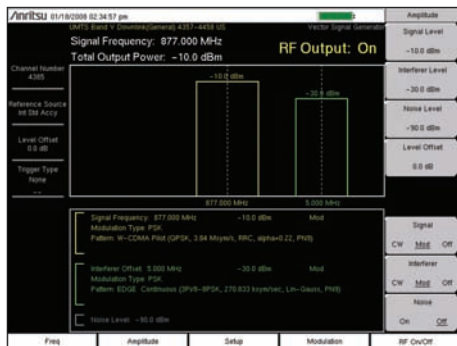 Anritsu 01/18/2008 02:34:57 pm
UMTS Band V Downlink(General) 4357-4458 US
Vector Signal Generator
Signal Frequency: 877.000 MHz
Total Output Power: -10.0 dBm
RF Output: On
Channel Number
4385
Reference Source
Int Std Accy
Level Offset
0.0 dB
Trigger Type
None
--
-10.0 dBm
-30.0 dBm
877.000 MHz
5.000 MHz
Signal Frequency: 877.000 MHz -10.0 dBm Mod
Modulation Type: PSK
Pattern: W-CDMA Pilot (QPSK, 3.84 Msym/s, RRC, alpha=0.22, PN9)
Interferer Offset: 5.000 MHz -30.0 dBm Mod
Modulation Type: PSK
Pattern: EDGE Continuous (3PI/8-8PSK, 270.833 ksym/sec, Lin-Gauss, PN9)
Noise Level: -90.0 dBm
Amplitude
Signal Level
-10.0 dBm
Interferer Level
-30.0 dBm
Noise Level
-90.0 dBm
Level Offset
0.0 dB
Signal
CW Mod Off
Interferer
CW Mod Off
Noise
On Off
Freq
Amplitude
Setup
Modulation
RF On/Off